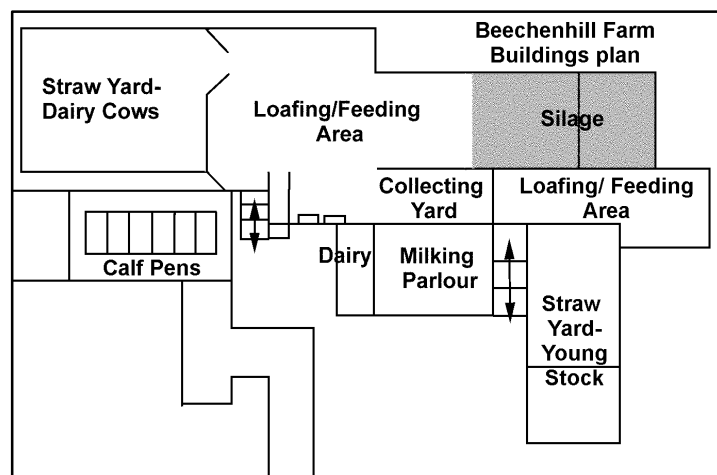 Beechenhill Farm
Buildings plan
Straw Yard-
Dairy Cows
Loafing/Feeding
Area
Silage
Collecting
Yard
Loafing/ Feeding
Area
Calf Pens
Dairy
Milking
Parlour
Straw
Yard-
Young
Stock